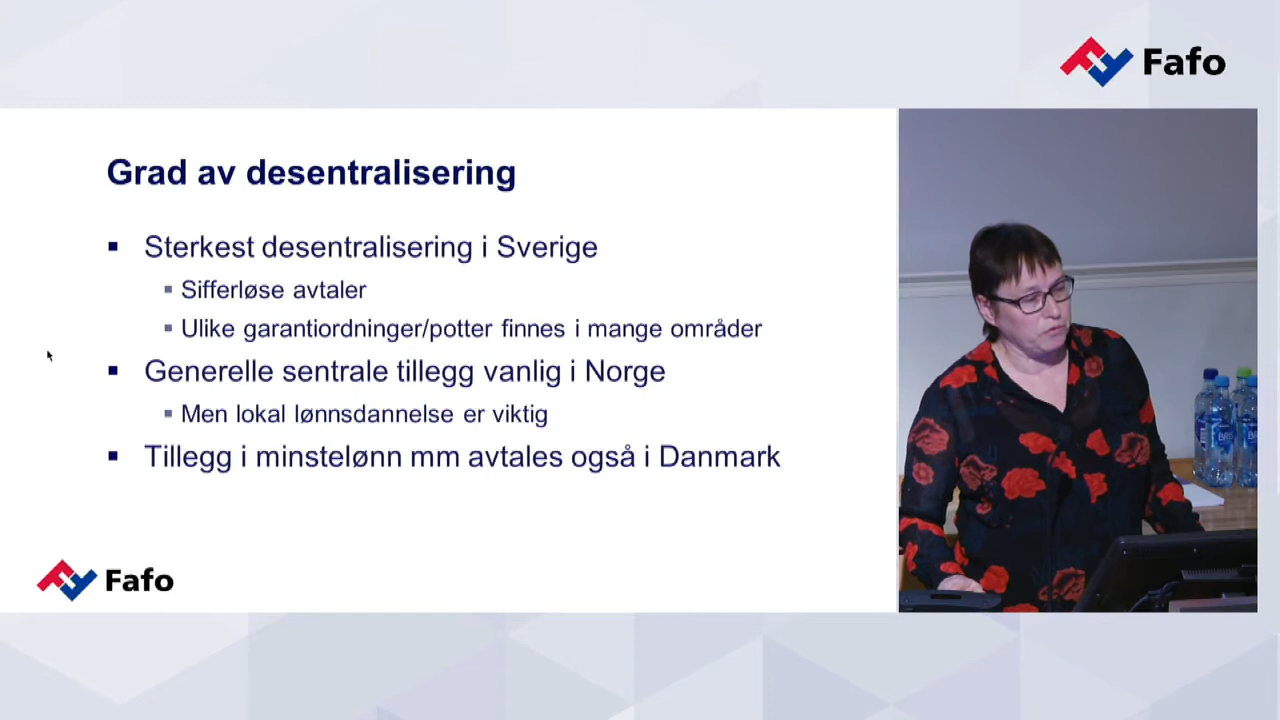 Fafo
Grad av desentralisering
Sterkest desentralisering i Sverige
Sifferløse avtaler
Ulike garantiordninger/potter finnes i mange områder
Generelle sentrale tillegg vanlig i Norge
Men lokal lønnsdannelse er viktig
Tillegg i minstelønn mm avtales også i Danmark
Fafo